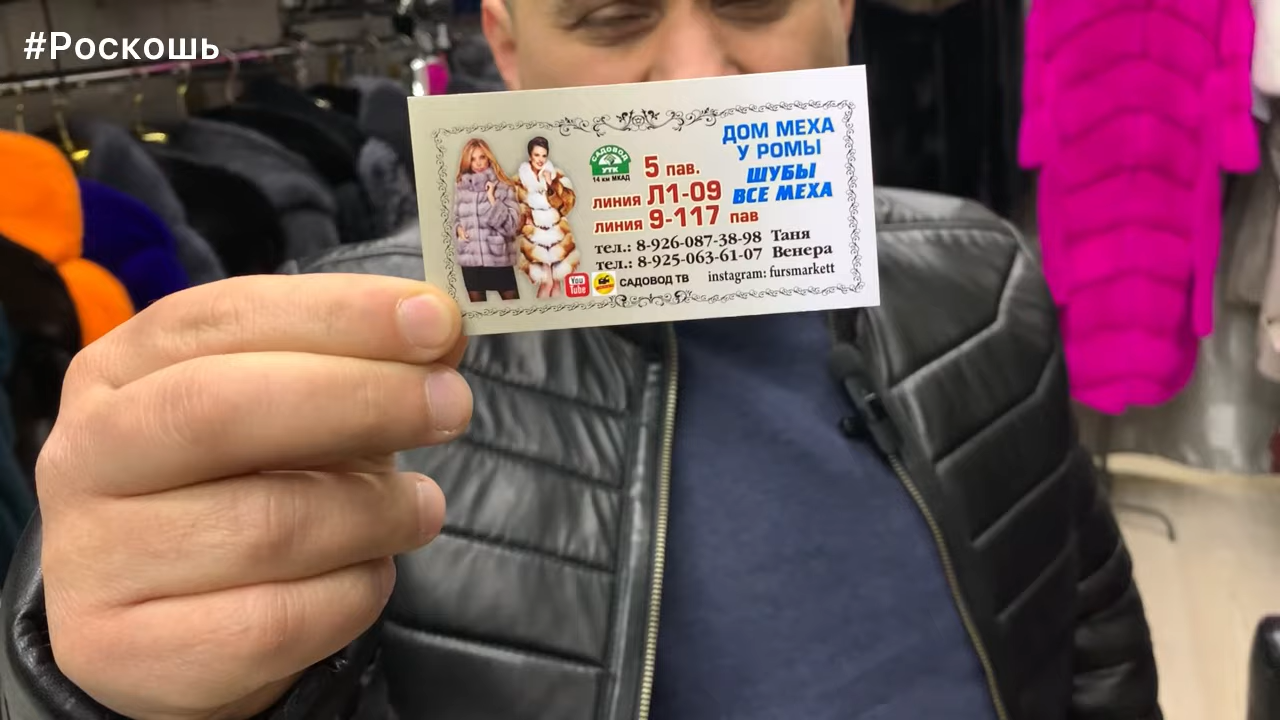 #Роскошь
ДОМ МЕХА
У РОМЫ
ШУБЫ
ВСЕ МЕХА
САДОВОД
УТК
14 км МКАД
5 пав.
линия Л1-09
линия 9-117 пав
тел.: 8-926-087-38-98 Таня
тел.: 8-925-063-61-07 Венера
You
Tube
САДОВОД ТВ
instagram: fursmarkett